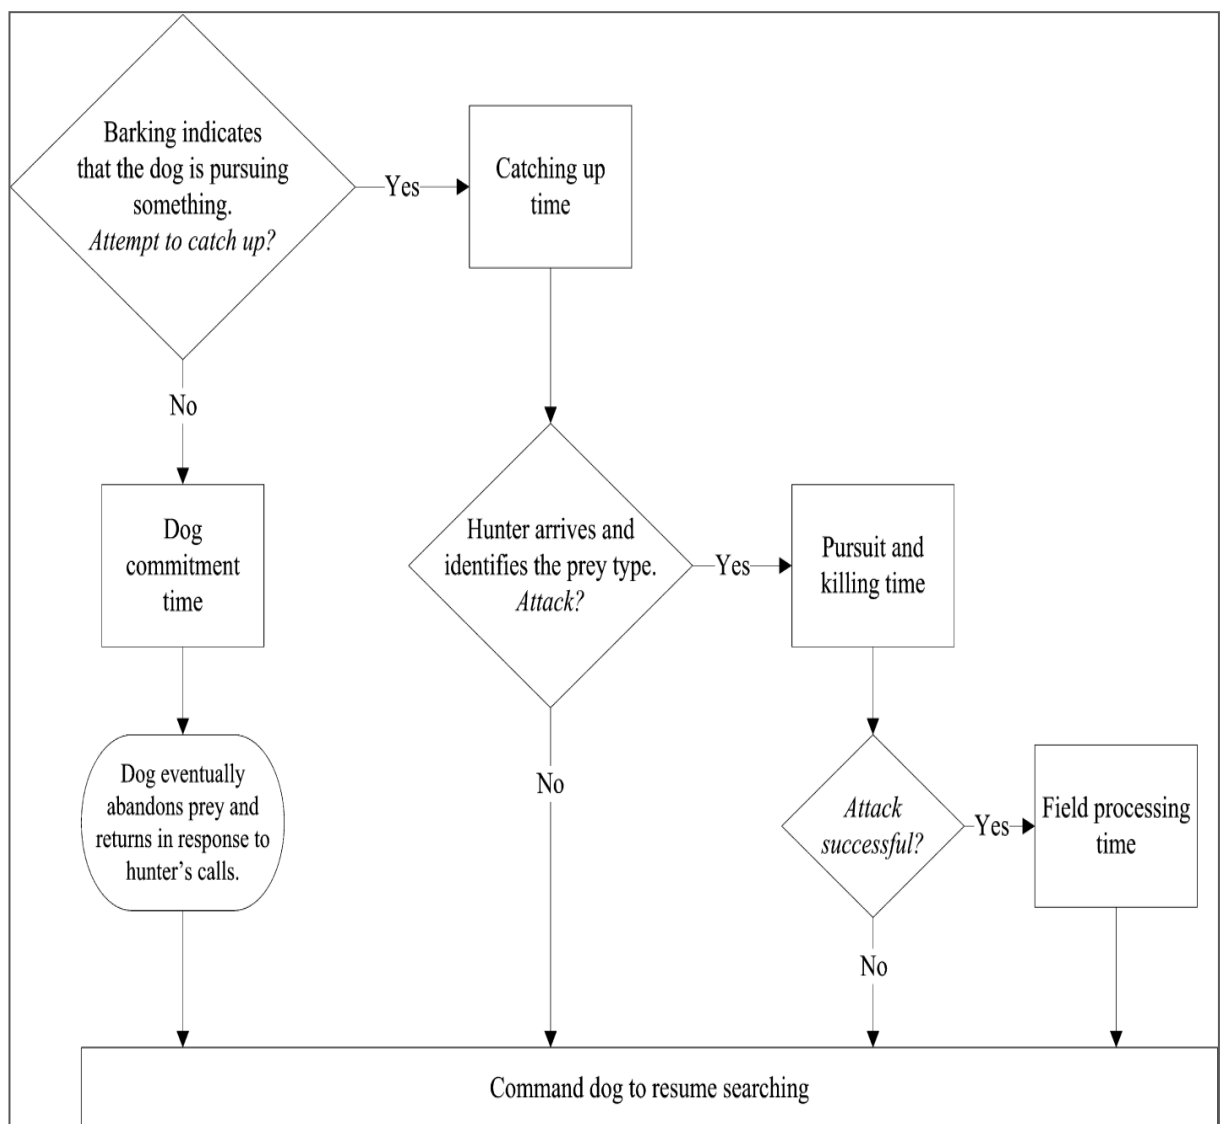 Barking indicates
that the dog is pursuing
something.
Attempt to catch up?
Yes
Catching up
time
No
Dog
commitment
time
Hunter arrives and
identifies the prey type.
Attack?
Yes
Pursuit and
killing time
Dog eventually
abandons prey and
returns in response to
hunter’s calls.
No
Attack
successful?
Yes
Field processing
time
No
Command dog to resume searching